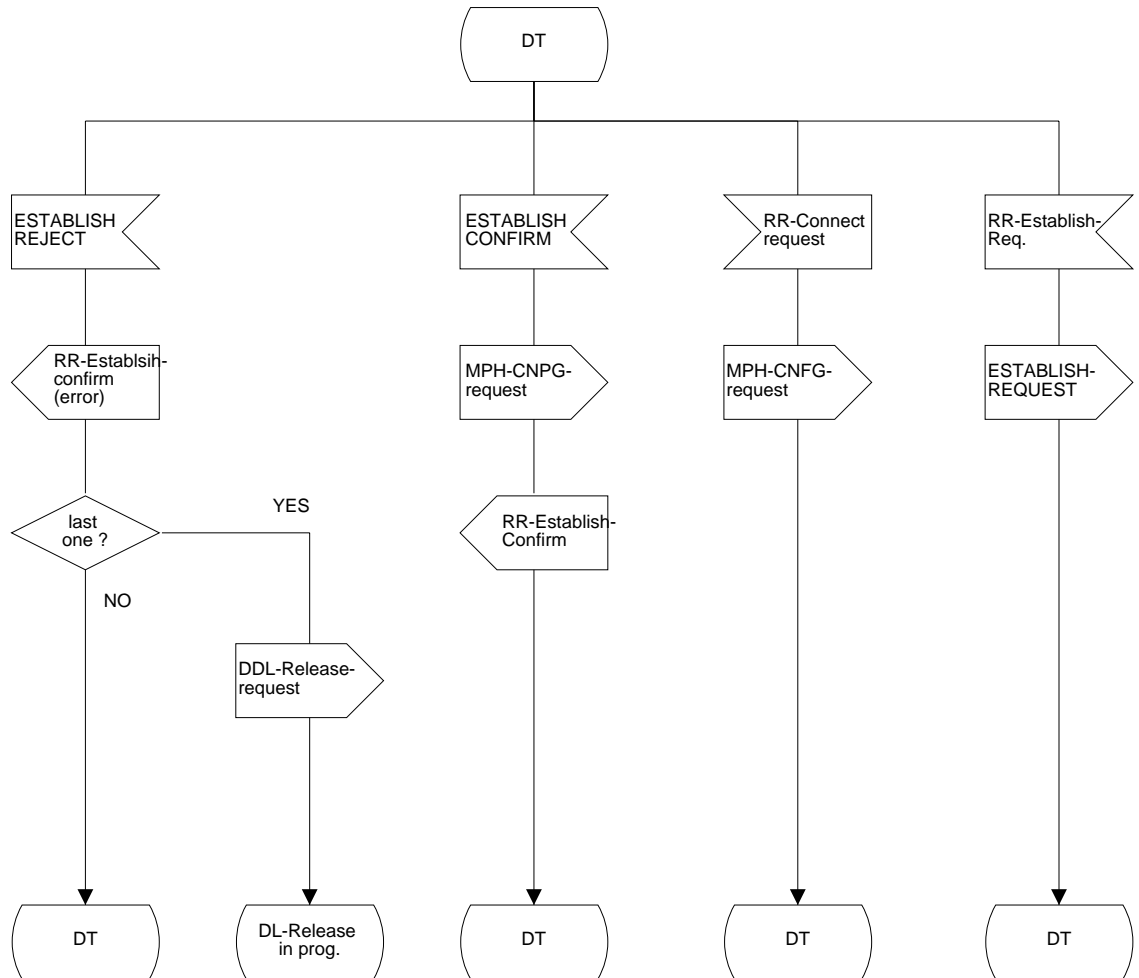 DT
ESTABLISH
REJECT
ESTABLISH
CONFIRM
RR-Connect
request
RR-Establish-
Req.
RR-Establsih-
confirm
(error)
MPH-CNPG-
request
MPH-CNFG-
request
ESTABLISH-
REQUEST
last
one ?
YES
NO
RR-Establish-
Confirm
DDL-Release-
request
DT
DL-Release
in prog.
DT
DT
DT